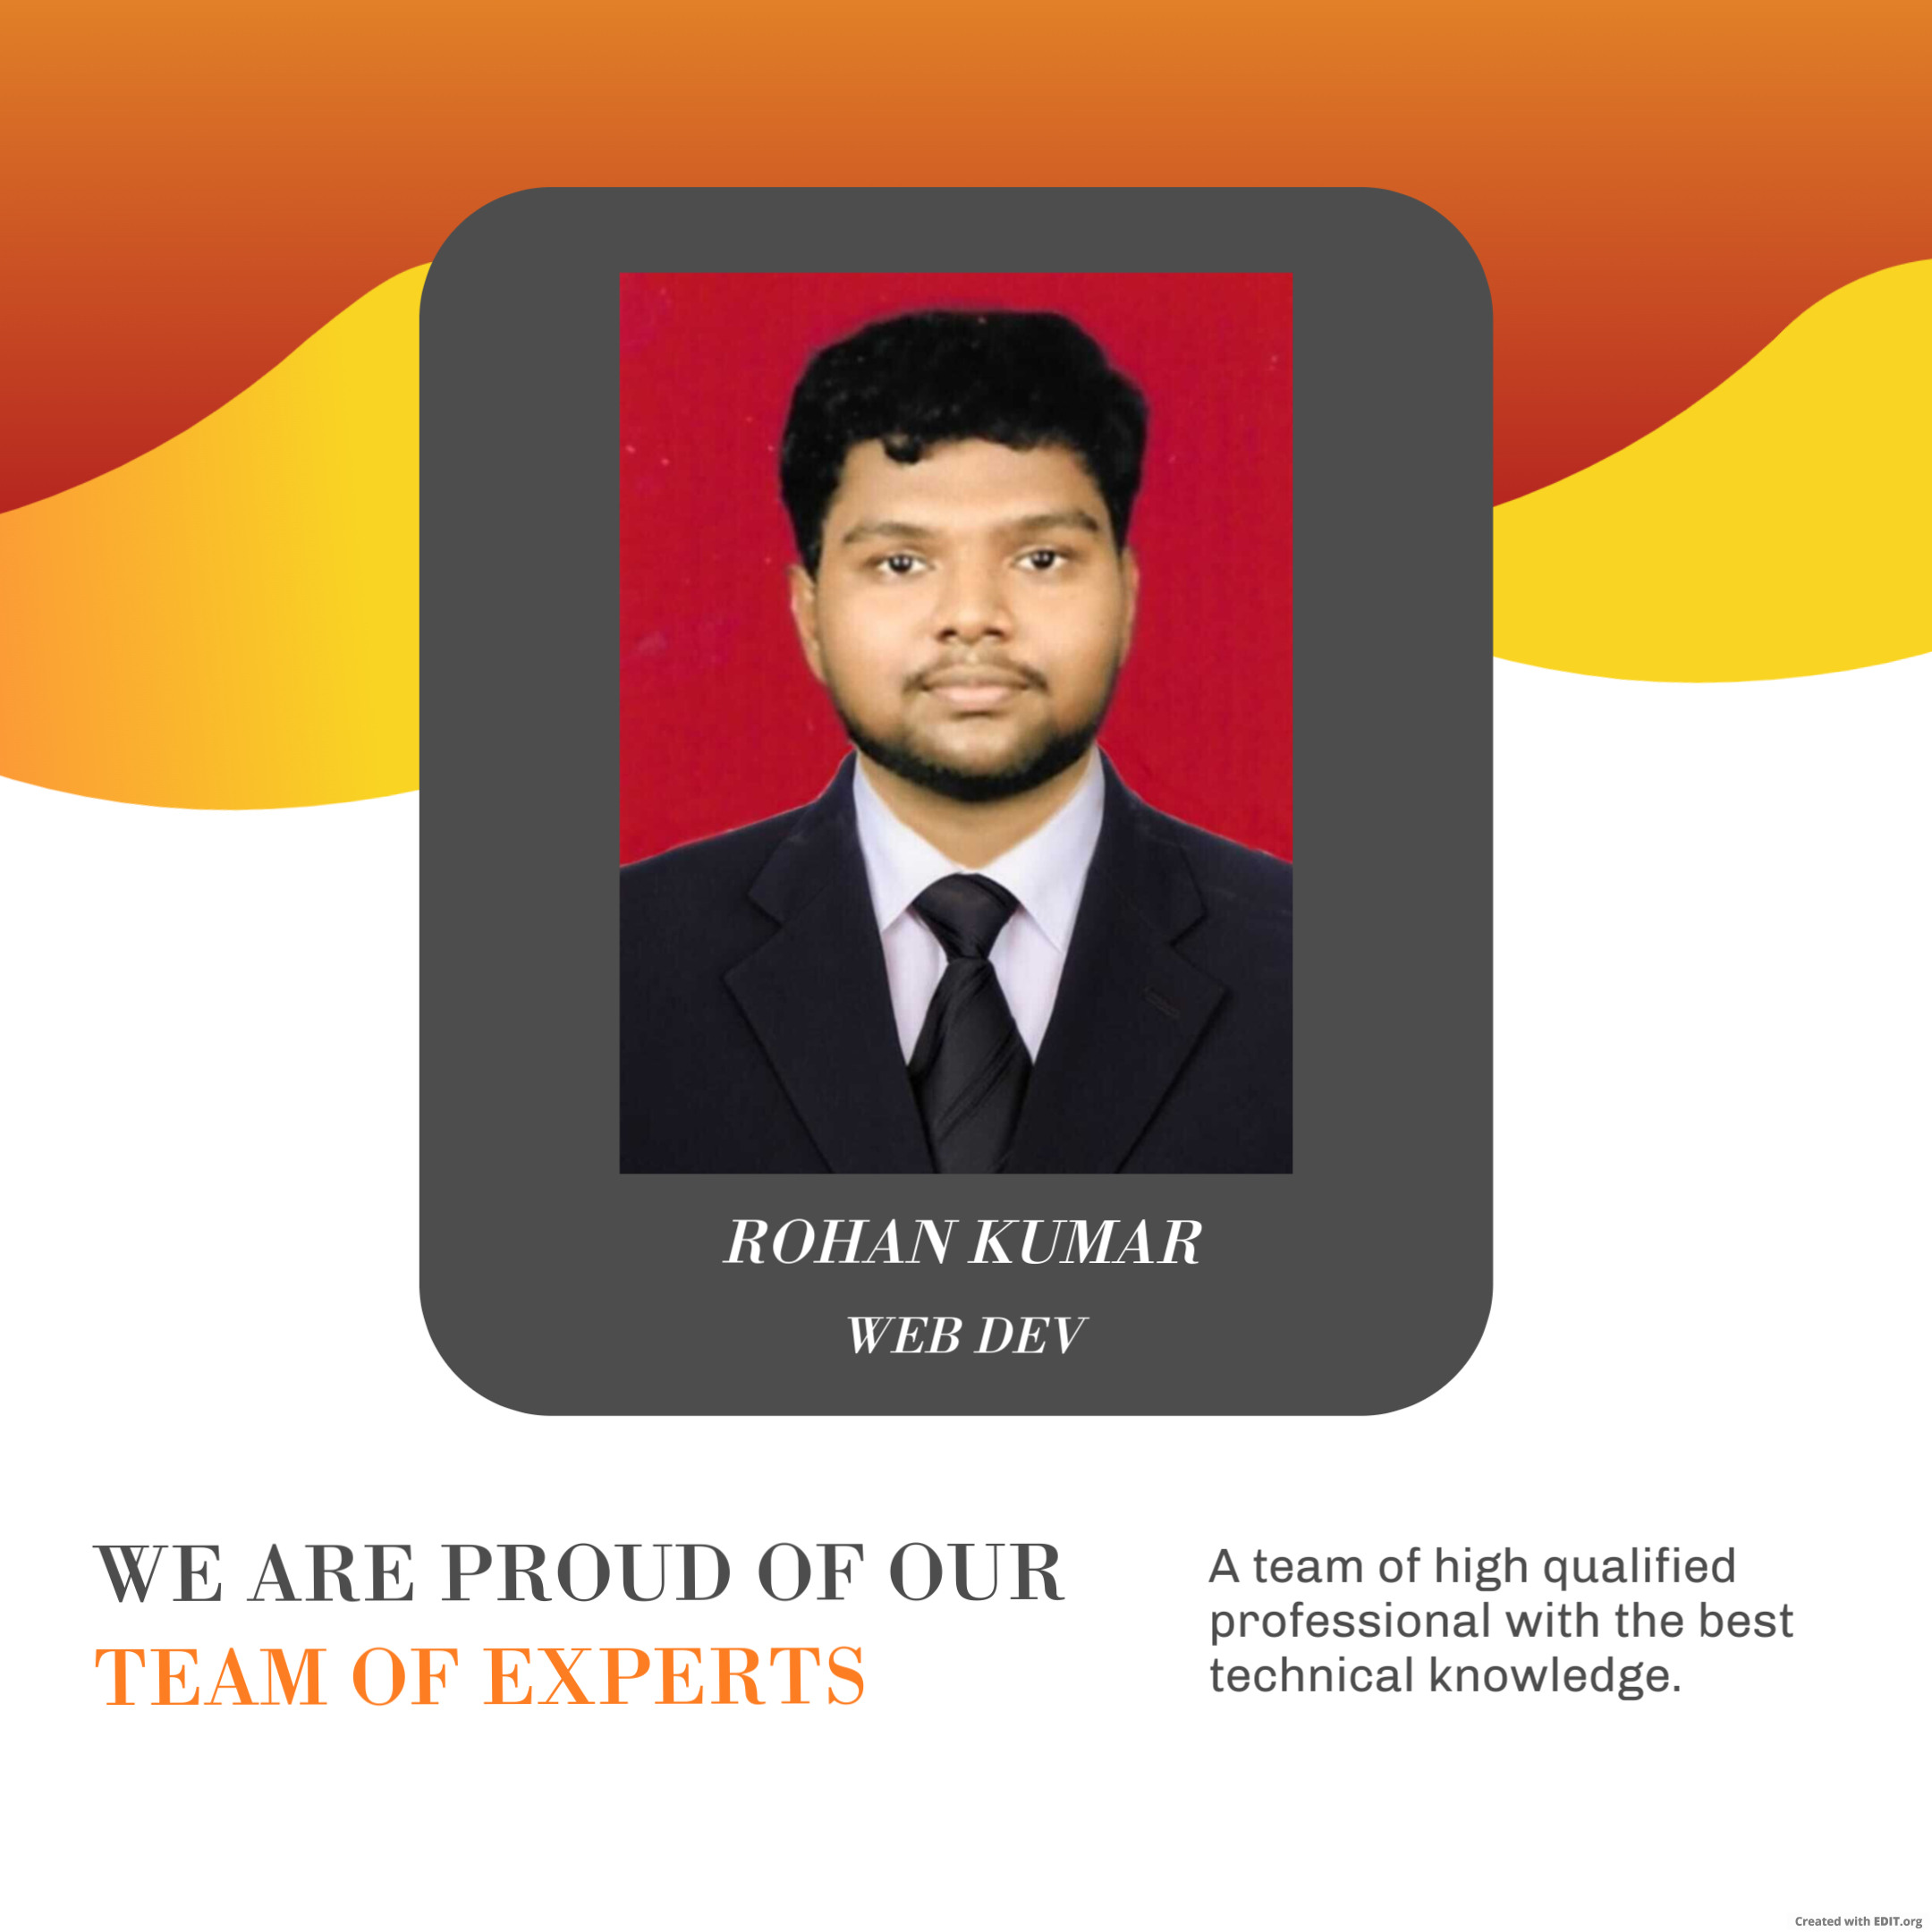 ROHAN KUMAR
WEB DEV
WE ARE PROUD OF OUR
TEAM OF EXPERTS
A team of high qualified
professional with the best
technical knowledge.
Created with EDIT.org